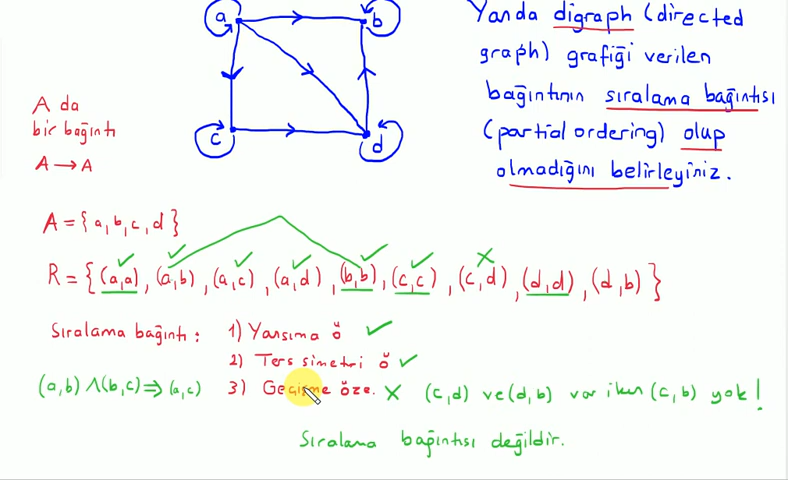 a
b
c
d
Yanda digraph (directed
graph) grafiği verilen
bağıntının sıralama bağıntısı
(partial ordering) olup
olmadığını belirleyiniz.
A da
bir bağıntı
A → A
A = {a, b, c, d}
R = {(a,a), (a,b), (a,c), (a,d), (b,b), (c,c), (c,d), (d,d), (d,b)}
Sıralama bağıntı : 1) Yansıma ö ✓
2) Ters simetri ö ✓
(a,b) ∧ (b,c) ⇒ (a,c) 3) Geçişme öze. X (c,d) ve (d,b) var iken (c,b) yok!
Sıralama bağıntısı değildir.